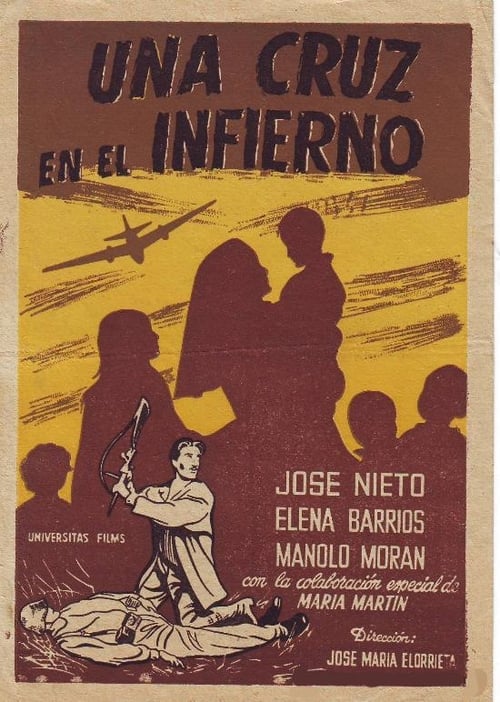 UNA CRUZ
EN EL INFIERNO
JOSE NIETO
ELENA BARRIOS
MANOLO MORAN
UNIVERSITAS FILMS
con la colaboración especial de
MARIA MARTIN
Dirección:
JOSE MARIA ELORRIETA